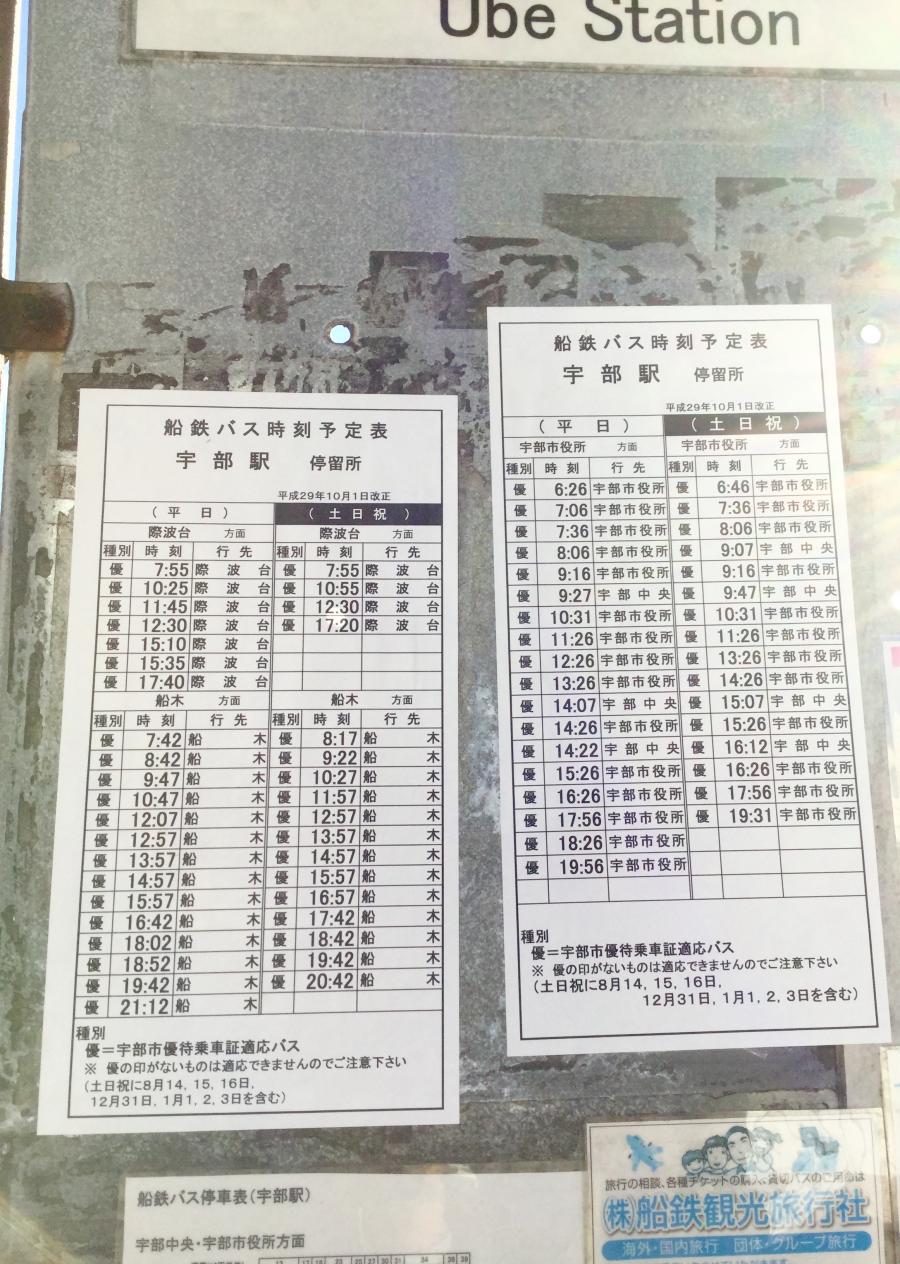 Ube Station
船鉄バス時刻予定表
宇部駅 停留所
平成29年10月1日改正
(平日) (土日祝)
際波台 方面 際波台 方面
種別 時刻 行先 種別 時刻 行先
優 7:55 際波台 優 7:55 際波台
優 10:25 際波台 優 10:55 際波台
優 11:45 際波台 優 12:30 際波台
優 12:30 際波台 優 17:20 際波台
優 15:10 際波台
優 15:35 際波台
優 17:40 際波台
船木 方面 船木 方面
種別 時刻 行先 種別 時刻 行先
優 7:42 船木 優 8:17 船木
優 8:42 船木 優 9:22 船木
優 9:47 船木 優 10:27 船木
優 10:47 船木 優 11:57 船木
優 12:07 船木 優 12:57 船木
優 12:57 船木 優 13:57 船木
優 13:57 船木 優 14:57 船木
優 14:57 船木 優 15:57 船木
優 15:57 船木 優 16:57 船木
優 16:42 船木 優 17:42 船木
優 18:02 船木 優 18:42 船木
優 18:52 船木 優 19:42 船木
優 19:42 船木 優 20:42 船木
優 21:12 船木
種別
優=宇部市優待乗車証適応バス
※ 優の印がないものは適応できませんのでご注意下さい
(土日祝に8月14, 15, 16日,
12月31日, 1月1, 2, 3日を含む)
船鉄バス時刻予定表
宇部駅 停留所
平成29年10月1日改正
(平日) (土日祝)
宇部市役所 方面 宇部市役所 方面
種別 時刻 行先 種別 時刻 行先
優 6:26 宇部市役所 優 6:46 宇部市役所
優 7:06 宇部市役所 優 7:36 宇部市役所
優 7:36 宇部市役所 優 8:06 宇部市役所
優 8:06 宇部市役所 優 9:07 宇部中央
優 9:16 宇部市役所 優 9:16 宇部市役所
優 9:27 宇部中央 優 9:47 宇部中央
優 10:31 宇部市役所 優 10:31 宇部市役所
優 11:26 宇部市役所 優 11:26 宇部市役所
優 12:26 宇部市役所 優 13:26 宇部市役所
優 13:26 宇部市役所 優 14:26 宇部市役所
優 14:07 宇部中央 優 15:07 宇部中央
優 14:26 宇部市役所 優 15:26 宇部市役所
優 14:22 宇部中央 優 16:12 宇部中央
優 15:26 宇部市役所 優 16:26 宇部市役所
優 16:26 宇部市役所 優 17:56 宇部市役所
優 17:56 宇部市役所 優 19:31 宇部市役所
優 18:26 宇部市役所
優 19:56 宇部市役所
種別
優=宇部市優待乗車証適応バス
※ 優の印がないものは適応できませんのでご注意下さい
(土日祝に8月14, 15, 16日,
12月31日, 1月1, 2, 3日を含む)
船鉄バス停車表(宇部駅)
宇部中央・宇部市役所方面
旅行の相談、各種チケットの購入、貸切バスのご用命は
(株)船鉄観光旅行社
海外・国内旅行 団体・グループ旅行